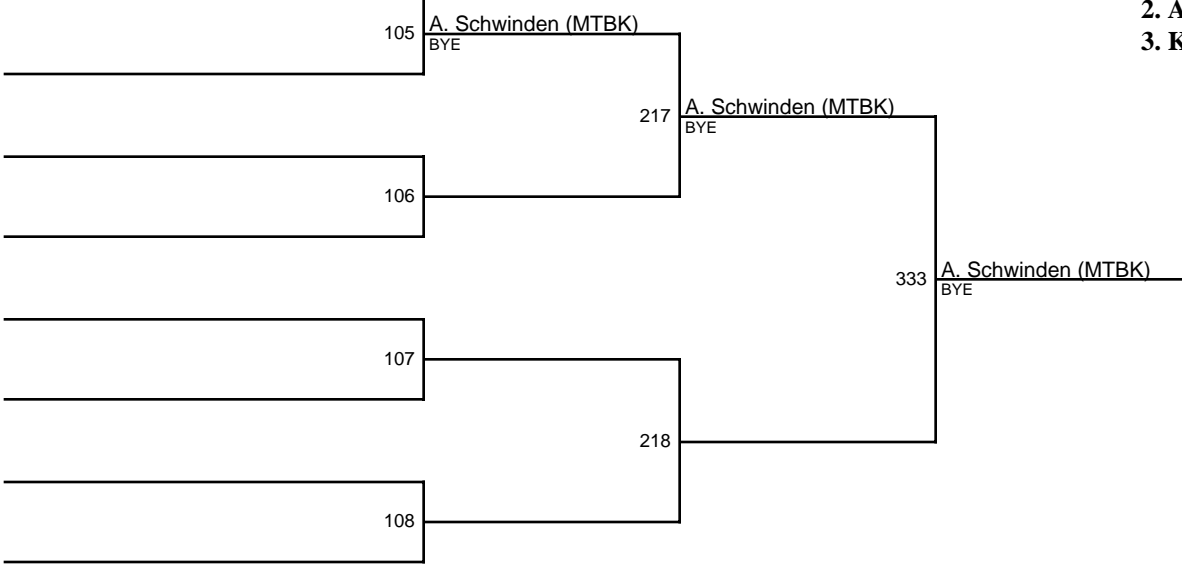 2. A
3. K
105 A. Schwinden (MTBK)
BYE
217 A. Schwinden (MTBK)
BYE
106
333 A. Schwinden (MTBK)
BYE
107
218
108